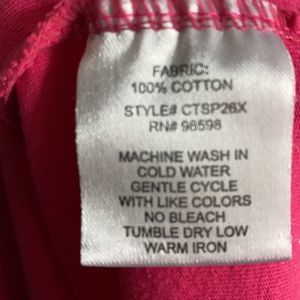 FABRIC:
100% COTTON
STYLE# CTSP26X
RN# 98598
MACHINE WASH IN
COLD WATER
GENTLE CYCLE
WITH LIKE COLORS
NO BLEACH
TUMBLE DRY LOW
WARM IRON